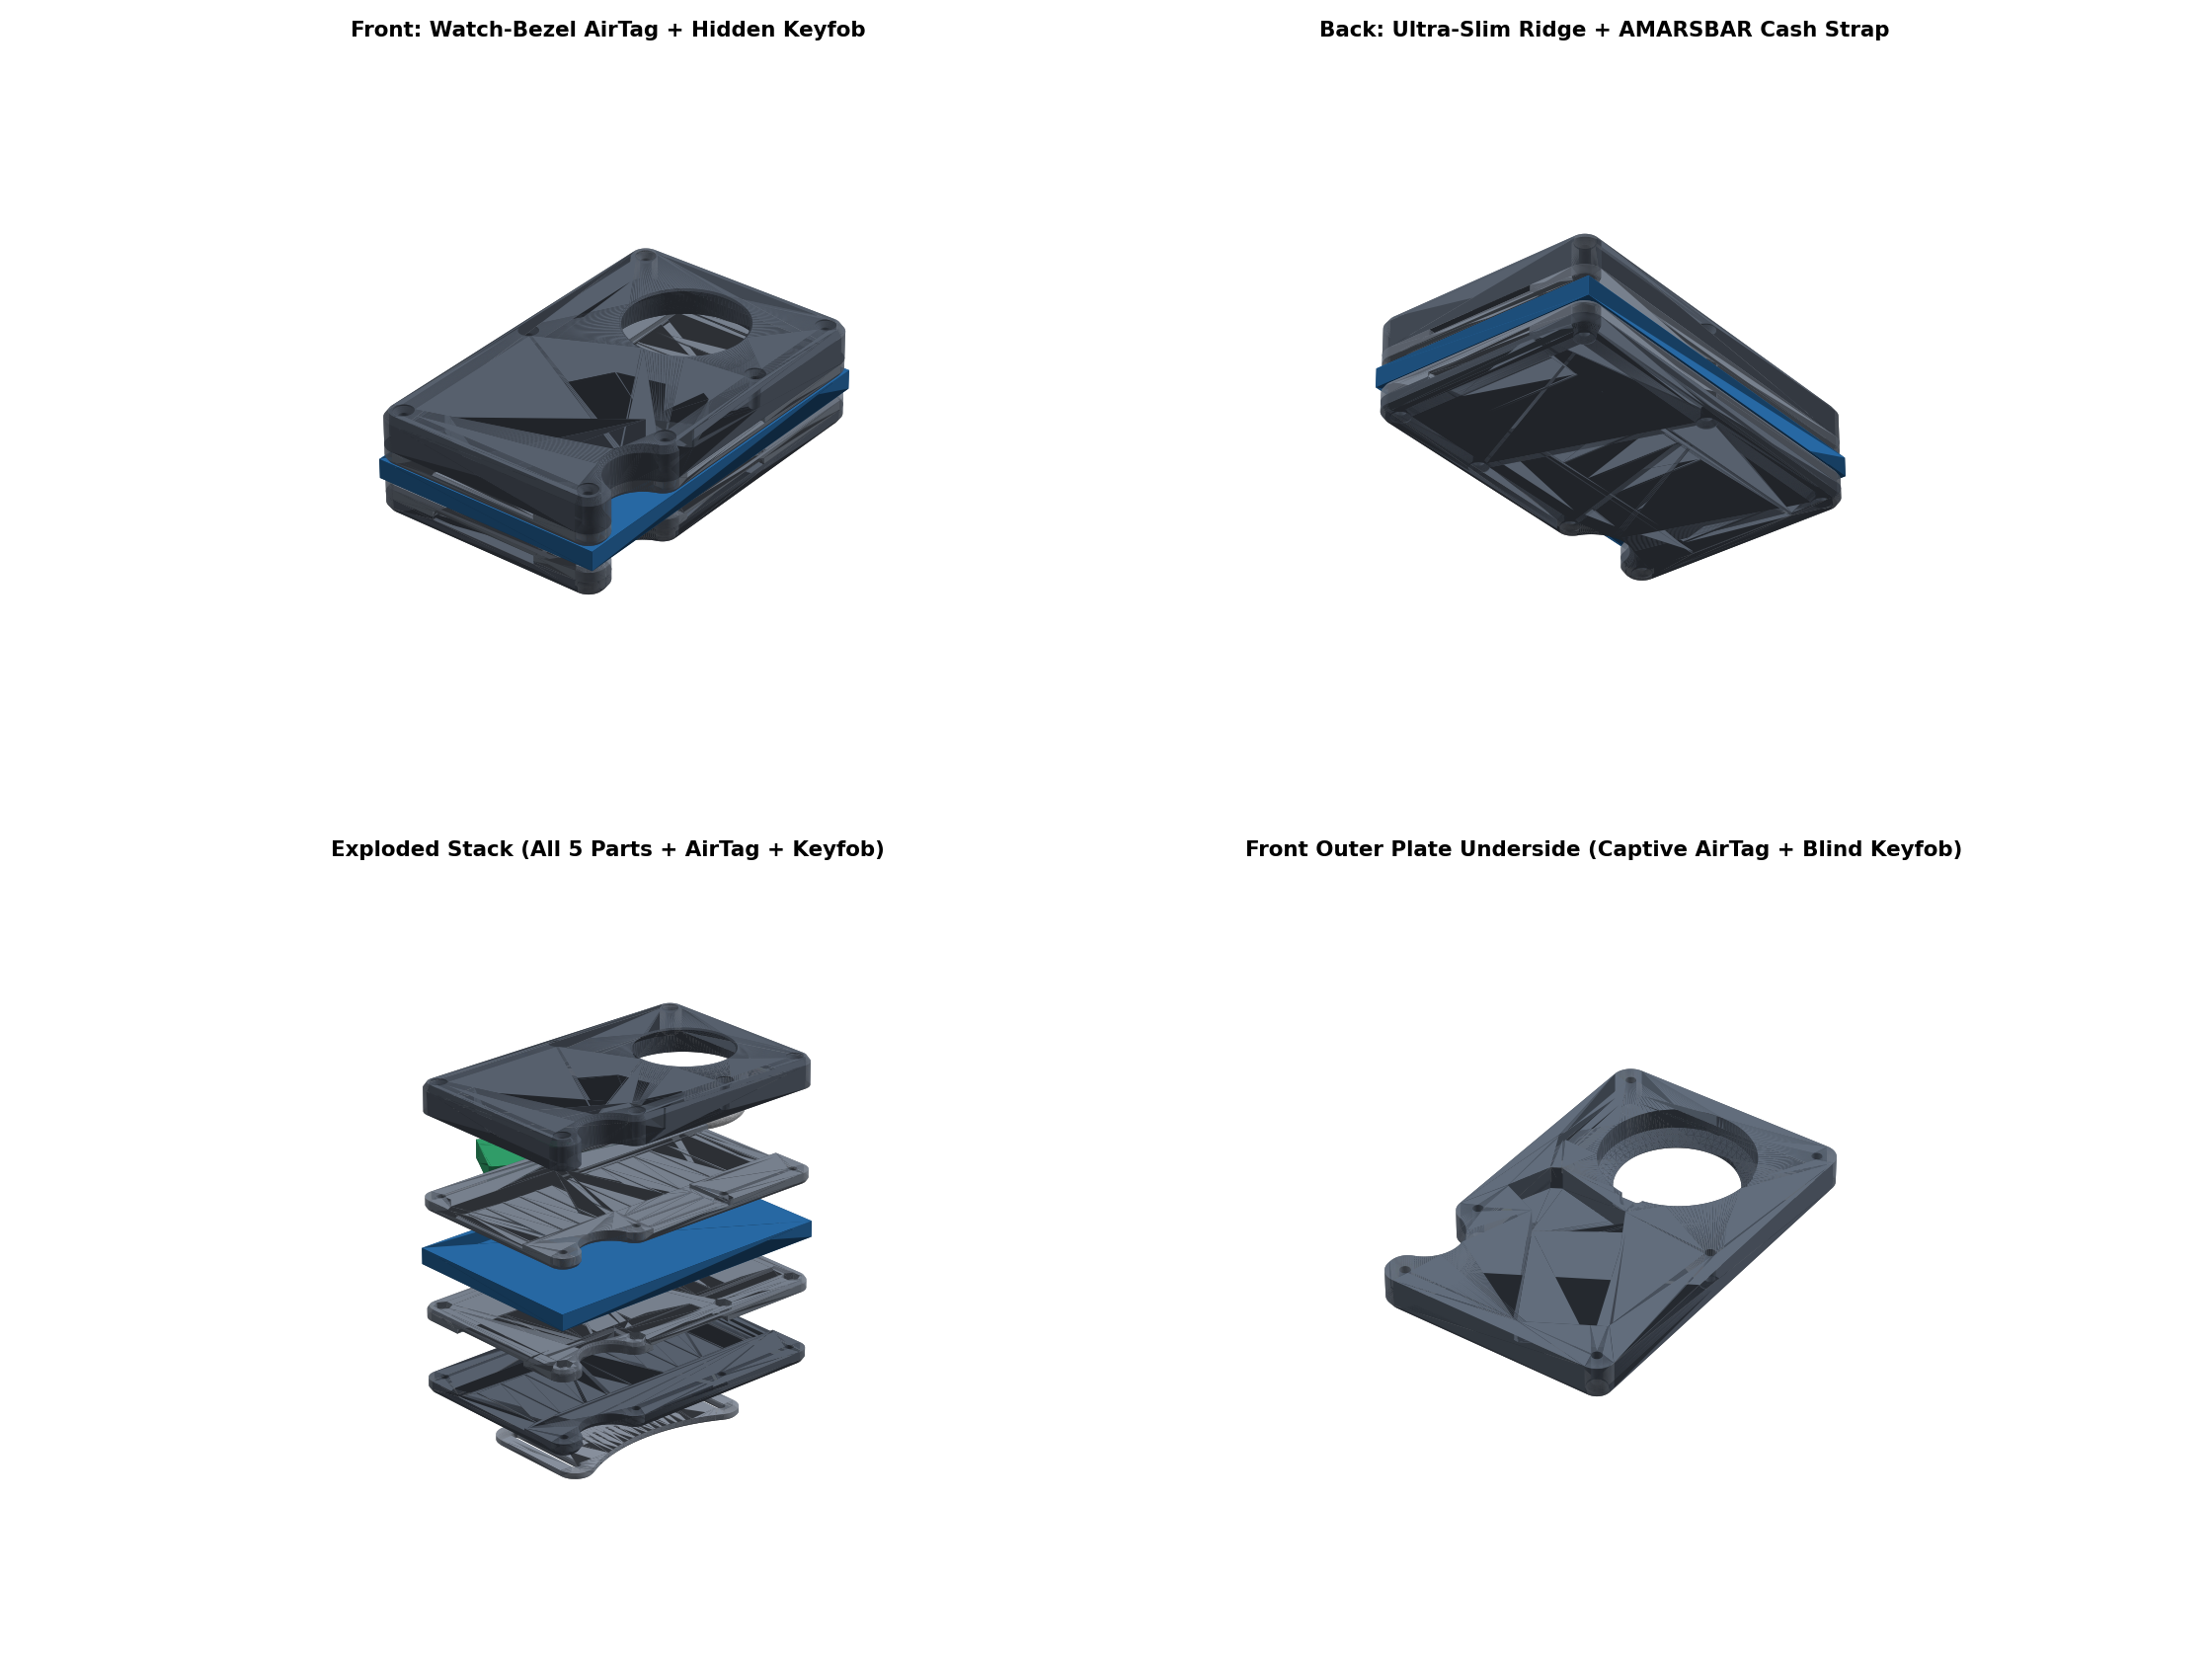 Front: Watch-Bezel AirTag + Hidden Keyfob
Back: Ultra-Slim Ridge + AMARSBAR Cash Strap
Exploded Stack (All 5 Parts + AirTag + Keyfob)
Front Outer Plate Underside (Captive AirTag + Blind Keyfob)